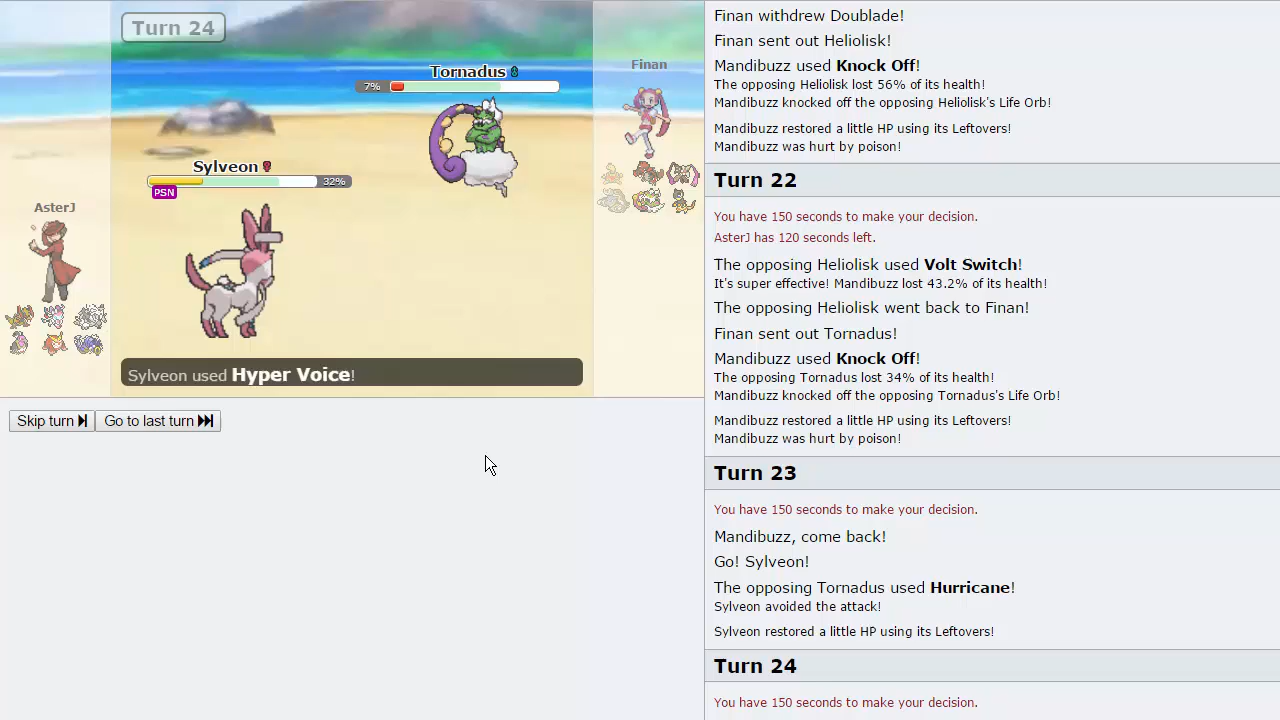 Turn 24
Tornadus
7%
Finan
Sylveon
32%
PSN
AsterJ
Sylveon used Hyper Voice!
Skip turn
Go to last turn
Finan withdrew Doublade!
Finan sent out Heliolisk!
Mandibuzz used Knock Off!
The opposing Heliolisk lost 56% of its health!
Mandibuzz knocked off the opposing Heliolisk's Life Orb!
Mandibuzz restored a little HP using its Leftovers!
Mandibuzz was hurt by poison!
Turn 22
You have 150 seconds to make your decision.
AsterJ has 120 seconds left.
The opposing Heliolisk used Volt Switch!
It's super effective! Mandibuzz lost 43.2% of its health!
The opposing Heliolisk went back to Finan!
Finan sent out Tornadus!
Mandibuzz used Knock Off!
The opposing Tornadus lost 34% of its health!
Mandibuzz knocked off the opposing Tornadus's Life Orb!
Mandibuzz restored a little HP using its Leftovers!
Mandibuzz was hurt by poison!
Turn 23
You have 150 seconds to make your decision.
Mandibuzz, come back!
Go! Sylveon!
The opposing Tornadus used Hurricane!
Sylveon avoided the attack!
Sylveon restored a little HP using its Leftovers!
Turn 24
You have 150 seconds to make your decision.